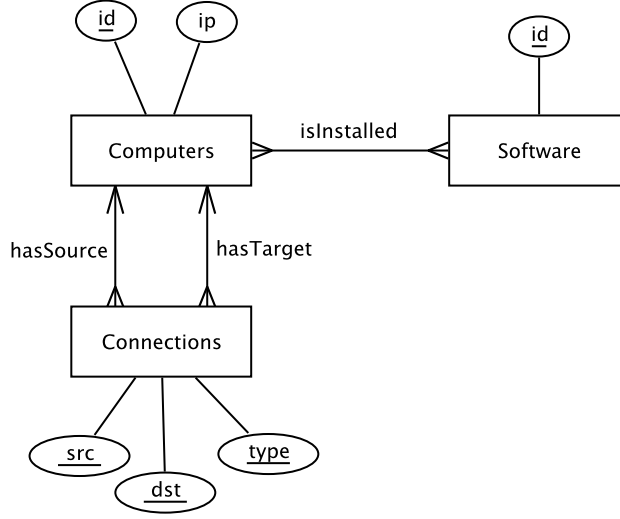 id
ip
id
isInstalled
Computers
Software
hasSource
hasTarget
Connections
src
type
dst